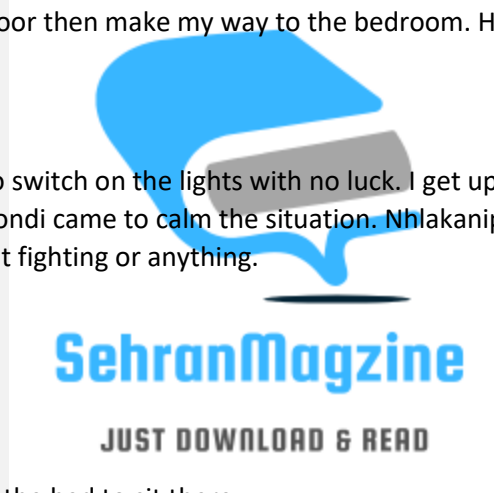 oor then make my way to the bedroom. H
o switch on the lights with no luck. I get up
ondi came to calm the situation. Nhlakanip
t fighting or anything.
SehranMagzine
JUST DOWNLOAD & READ
the bed to sit there